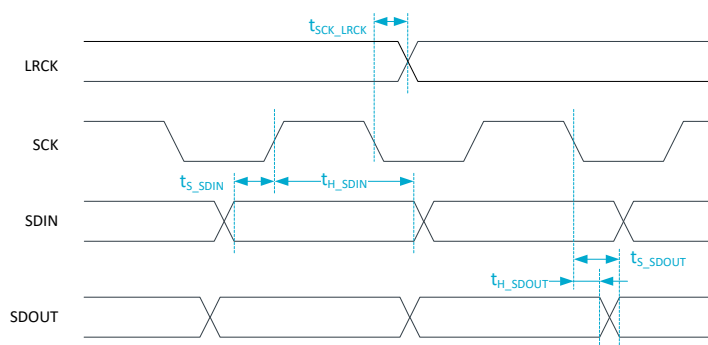 tSCK_LRCK
LRCK
SCK
tS_SDIN
tH_SDIN
SDIN
tS_SDOUT
tH_SDOUT
SDOUT